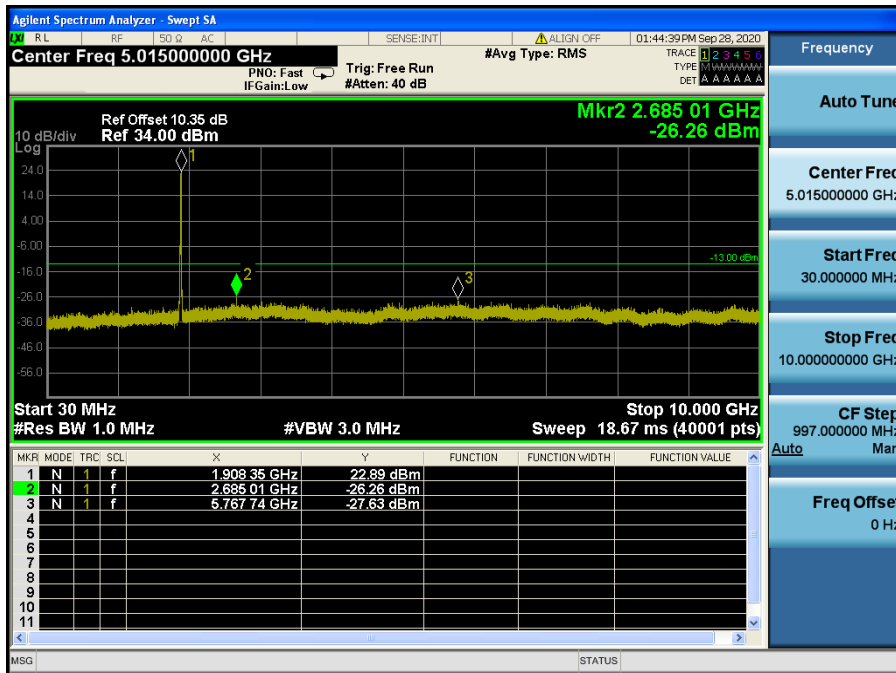 Agilent Spectrum Analyzer - Swept SA
LXI RL RF 50 Ω AC SENSE:INT ALIGN OFF 01:44:39 PM Sep 28, 2020
Center Freq 5.015000000 GHz
PNO: Fast
IFGain:Low
Trig: Free Run
#Atten: 40 dB
#Avg Type: RMS
TRACE 1 2 3 4 5 6
TYPE MWWWWW
DET A A A A A A
Mkr2 2.685 01 GHz
-26.26 dBm
Ref Offset 10.35 dB
10 dB/div Ref 34.00 dBm
Log
24.0
14.0
4.00
-6.00
-16.0
-26.0
-36.0
-46.0
-56.0
1
2
3
-13.00 dBm
Start 30 MHz Stop 10.000 GHz
#Res BW 1.0 MHz #VBW 3.0 MHz Sweep 18.67 ms (40001 pts)
MKR MODE TRC SCL X Y FUNCTION FUNCTION WIDTH FUNCTION VALUE
1 N 1 f 1.908 35 GHz 22.89 dBm
2 N 1 f 2.685 01 GHz -26.26 dBm
3 N 1 f 5.767 74 GHz -27.63 dBm
4
5
6
7
8
9
10
11
MSG STATUS
Frequency
Auto Tune
Center Freq
5.015000000 GHz
Start Freq
30.000000 MHz
Stop Freq
10.000000000 GHz
CF Step
997.000000 MHz
Auto Man
Freq Offset
0 Hz